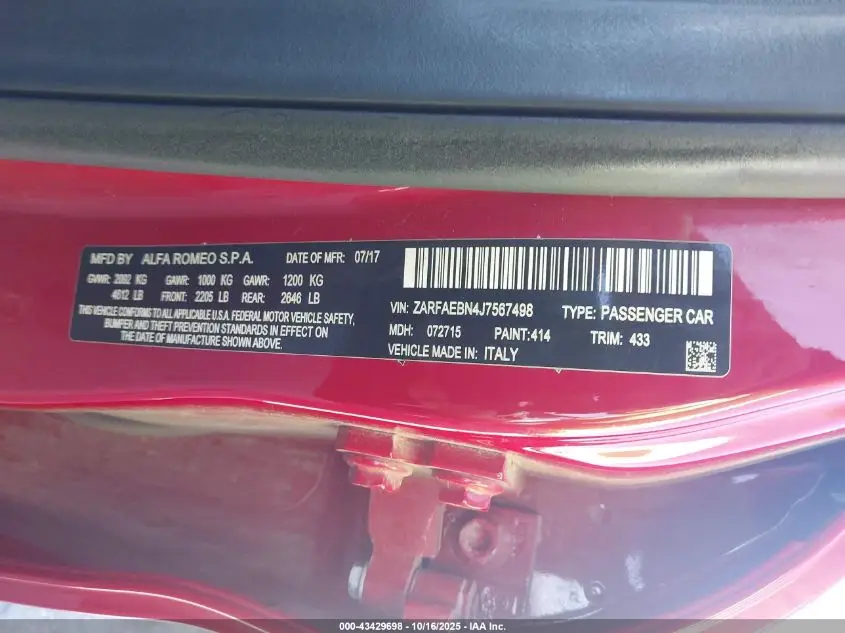 MFD BY ALFA ROMEO S.P.A. DATE OF MFR: 07/17
GVWR: 2092 KG GAWR: 1000 KG GAWR: 1200 KG
4612 LB FRONT: 2205 LB REAR: 2646 LB
THIS VEHICLE CONFORMS TO ALL APPLICABLE U.S.A. FEDERAL MOTOR VEHICLE SAFETY,
BUMPER AND THEFT PREVENTION STANDARDS IN EFFECT ON
THE DATE OF MANUFACTURE SHOWN ABOVE.
VIN: ZARFAEBN4J7567498 TYPE: PASSENGER CAR
MDH: 072715 PAINT:414 TRIM: 433
VEHICLE MADE IN: ITALY
000-43429698 - 10/16/2025 - IAA Inc.